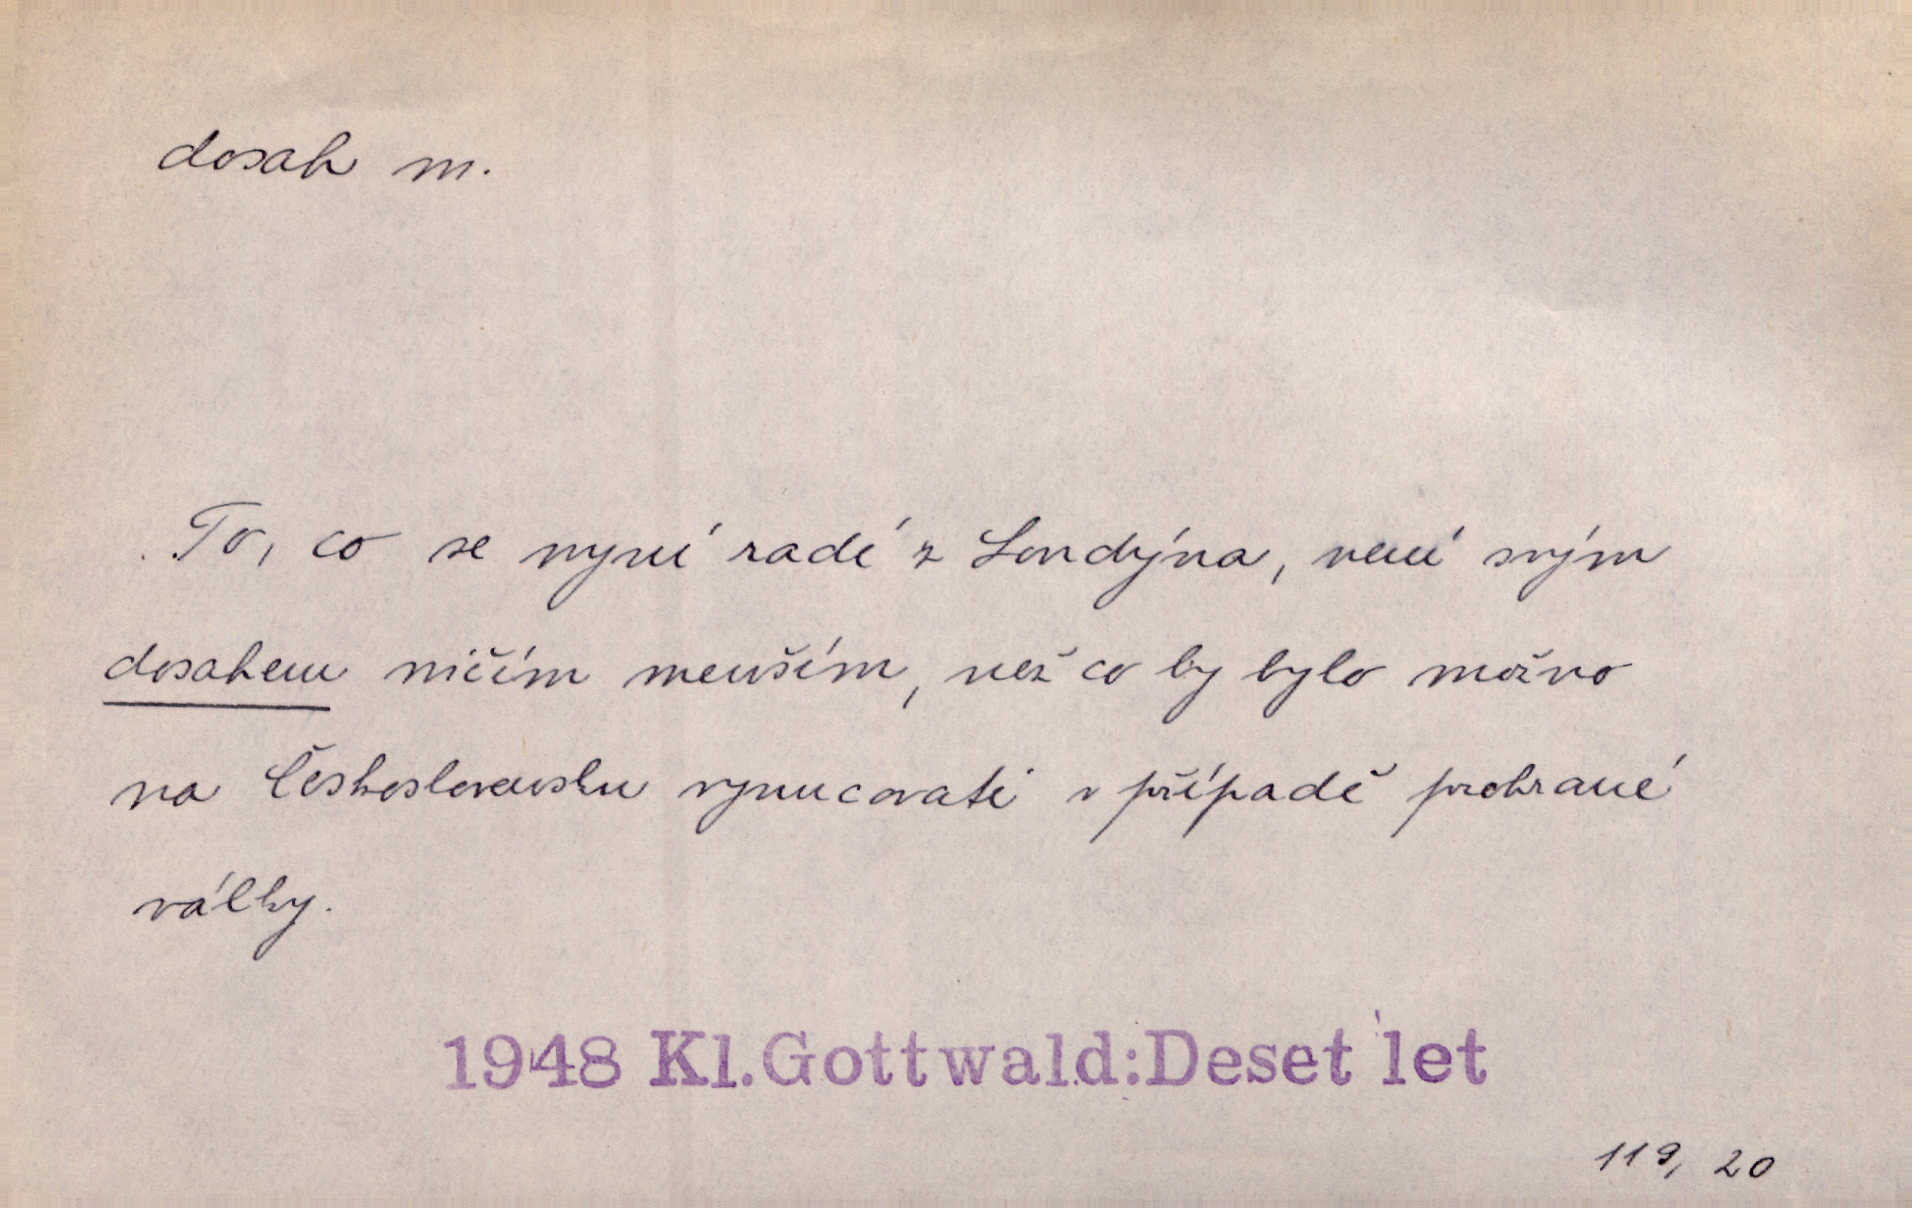 dosah m.
To, co se nyní radí z Londýna, není svým
dosahem ničím menším, než co by bylo možno
na Československu vynucovati v případě prohrané
války.
1948 Kl.Gottwald:Deset let
119, 20